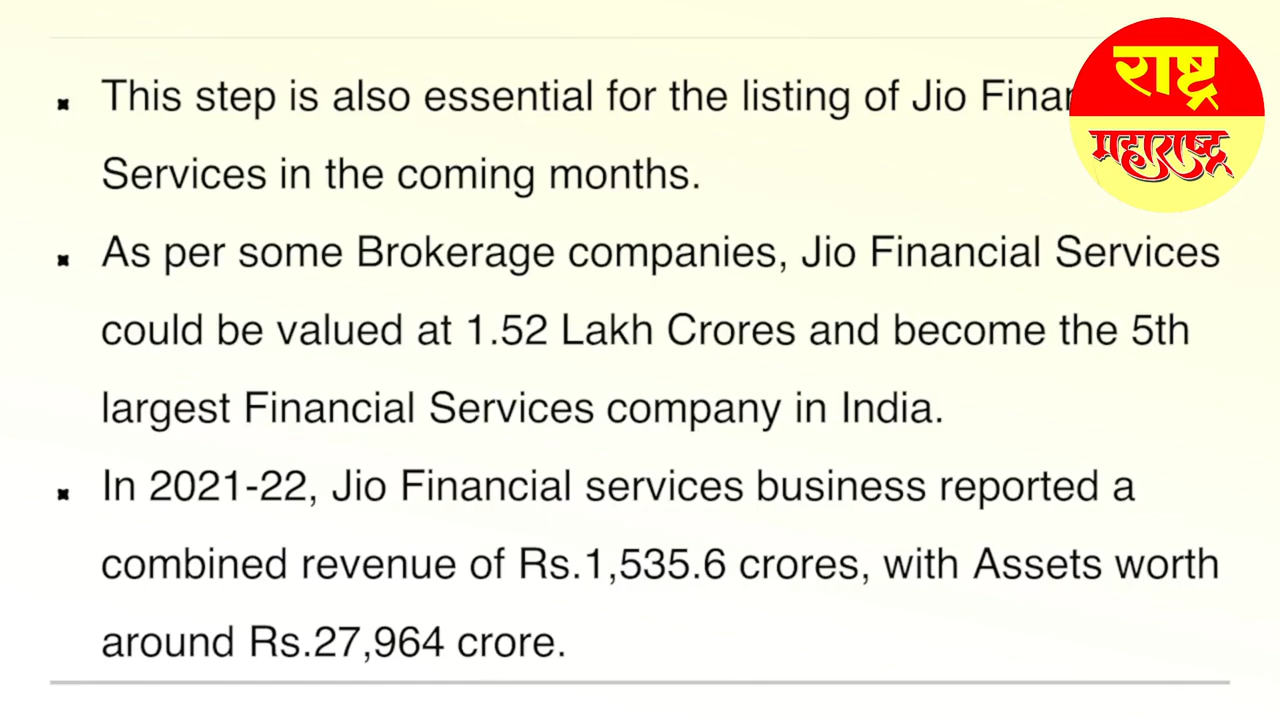 This step is also essential for the listing of Jio
Services in the coming months.
As per some Brokerage companies, Jio Financial Services
could be valued at 1.52 Lakh Crores and become the 5th
largest Financial Services company in India.
In 2021-22, Jio Financial services business reported a
combined revenue of Rs.1,535.6 crores, with Assets worth
around Rs.27,964 crore.
राष्ट्र
महाराष्ट्र